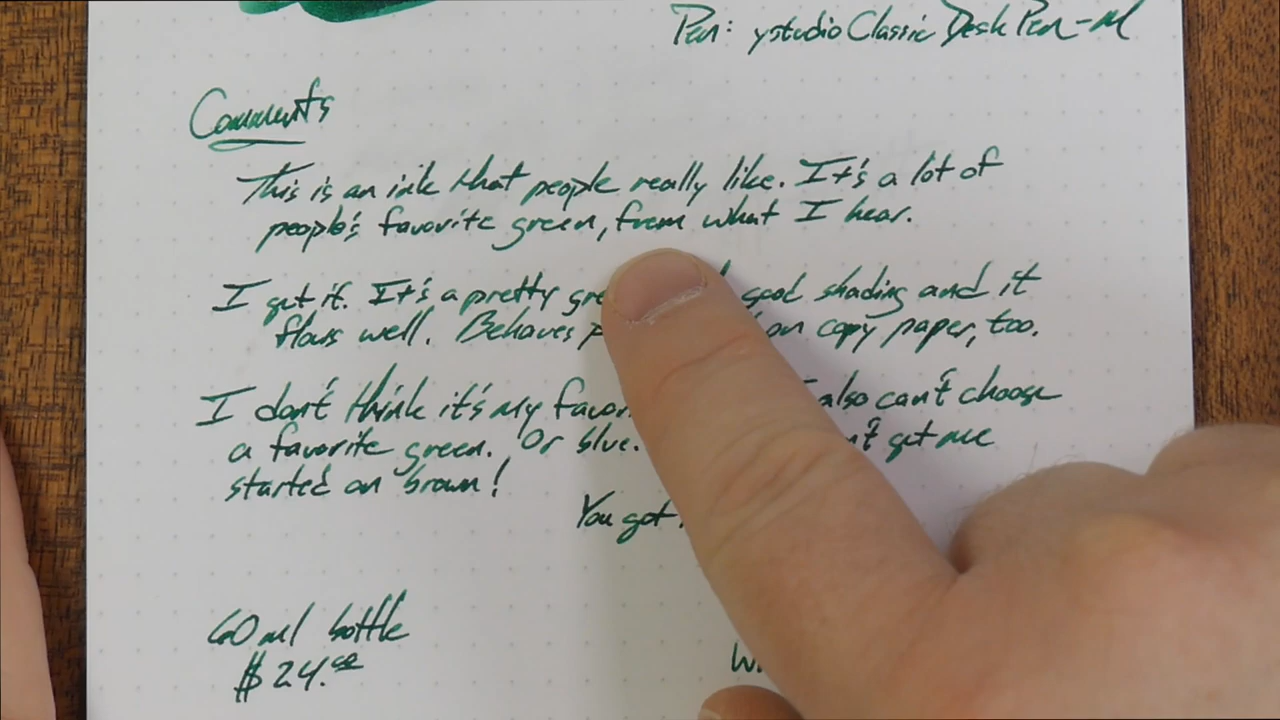 Pen: ystudio Classic Desk Pen - M
Comments
This is an ink that people really like. It's a lot of
people's favorite green, from what I hear.
I get it. It's a pretty good shading and it
flows well. Behaves on copy paper, too.
I don't think it's my also can't choose
a favorite green. Or blue. get me
started on brown!
You got
60 ml bottle
$24.00